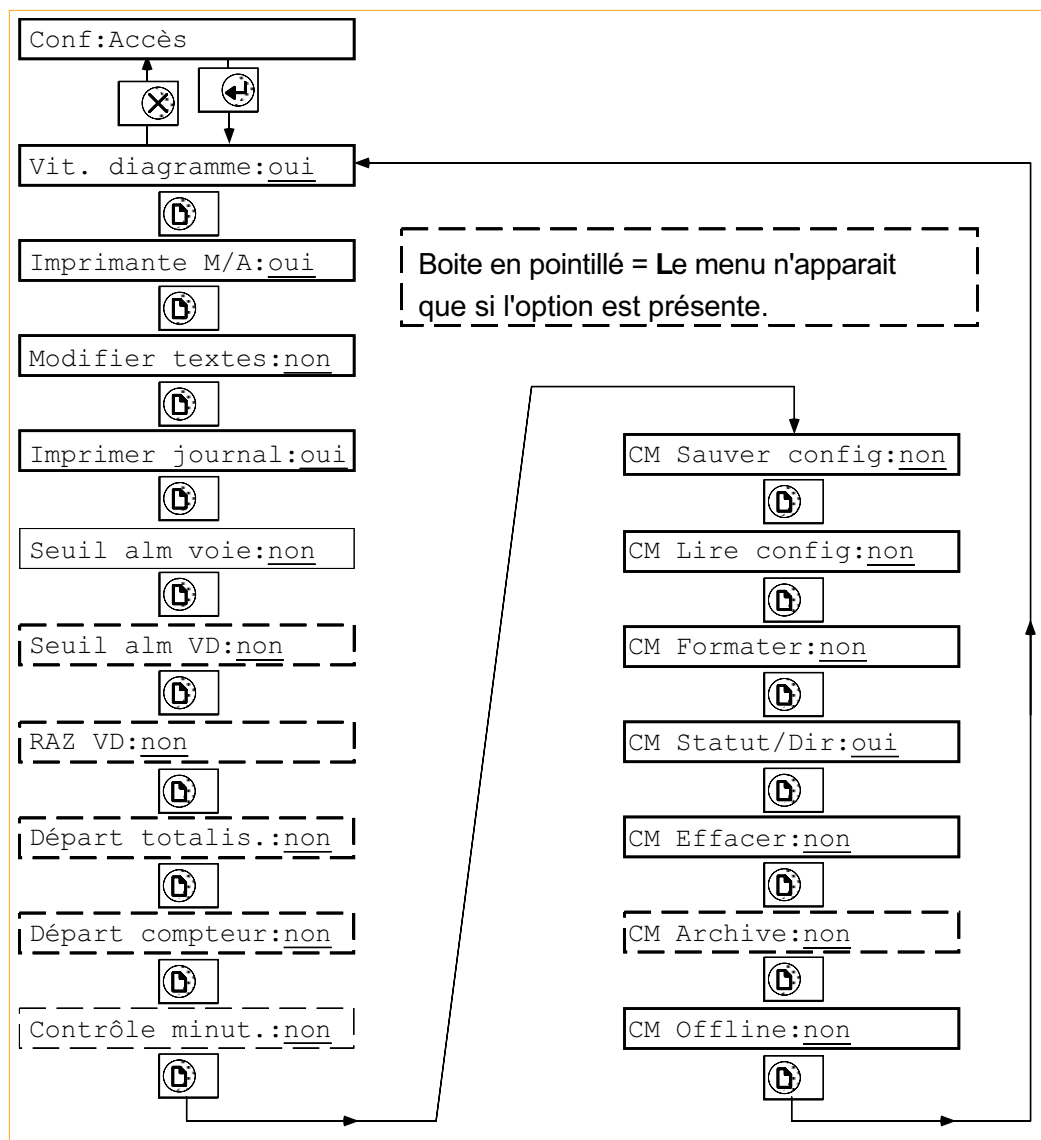 Conf:Accès
Vit. diagramme:oui
Imprimante M/A:oui
Modifier textes:non
Imprimer journal:oui
Seuil alm voie:non
Seuil alm VD:non
RAZ VD:non
Départ totalis.:non
Départ compteur:non
Contrôle minut.:non
Boite en pointillé = Le menu n'apparait
que si l'option est présente.
CM Sauver config:non
CM Lire config:non
CM Formater:non
CM Statut/Dir:oui
CM Effacer:non
CM Archive:non
CM Offline:non